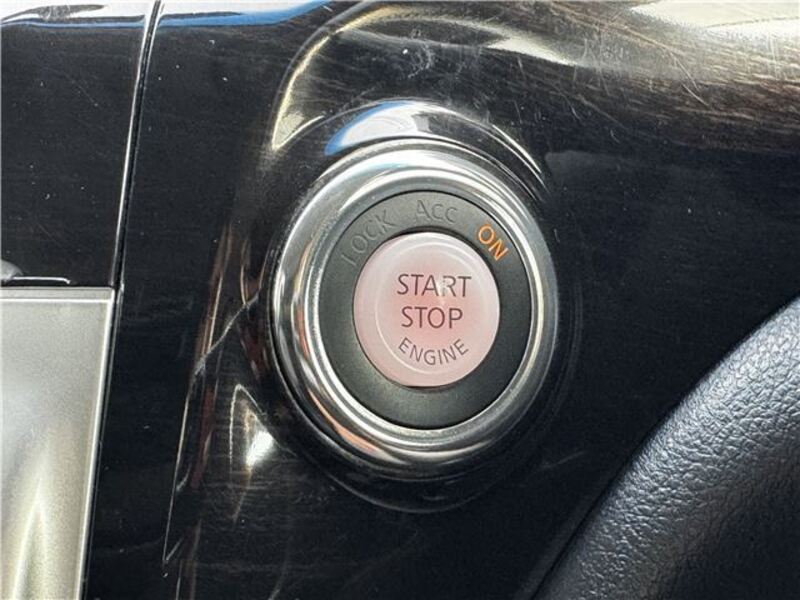 LOCK ACC ON
START
STOP
ENGINE